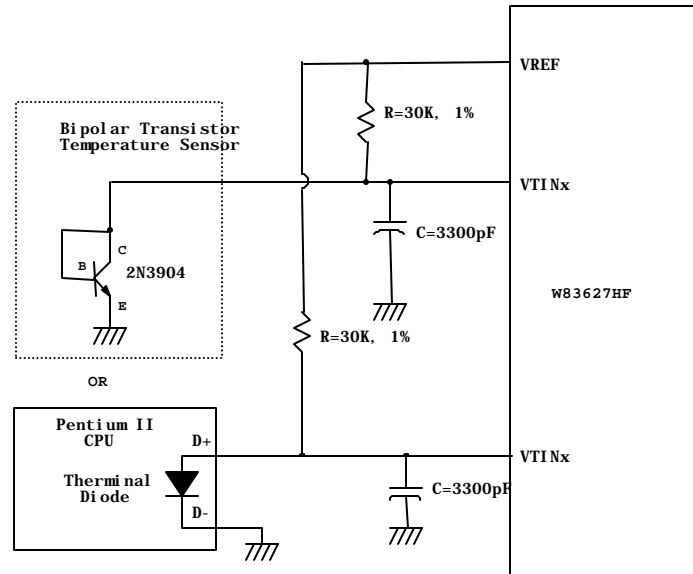 VREF
R=30K, 1%
Bipolar Transistor
Temperature Sensor
VTINx
C=3300pF
C
B
2N3904
E
W83627HF
R=30K, 1%
OR
Pentium II
CPU
D+
VTINx
Therminal
Diode
C=3300pF
D-